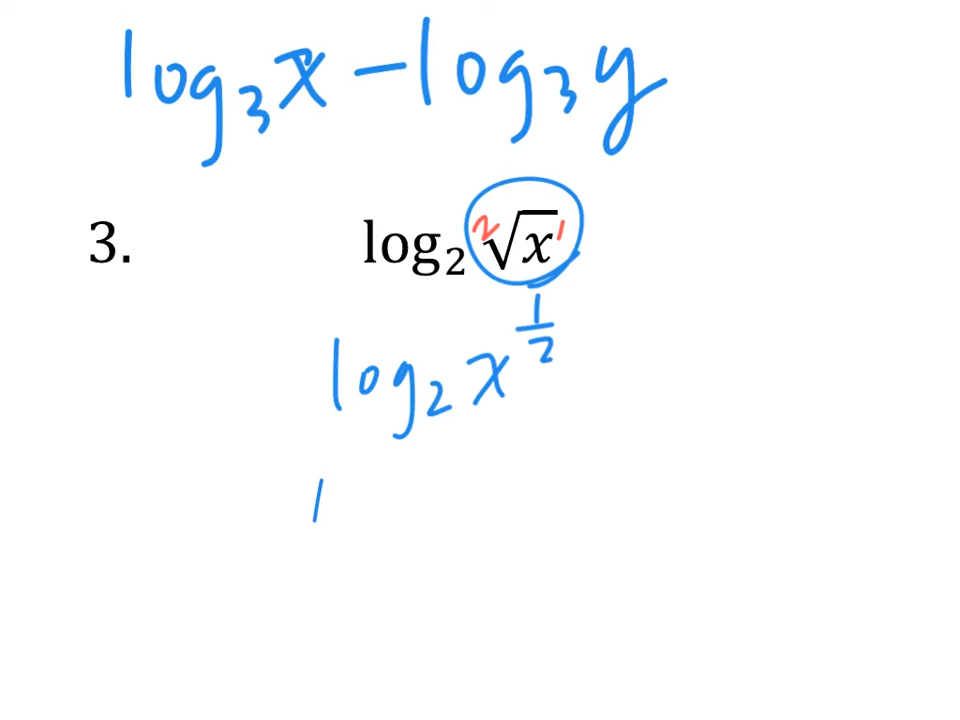 log₃x − log₃y
3. log₂ ²√x¹
log₂ x^(1/2)
1